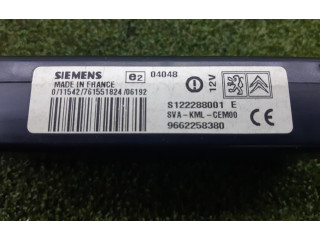 SIEMENS
e2 04048
MADE IN FRANCE
0/11542/761551824 /06192
12V
S122288001 E
SVA-KML-CEM00
9662258380
CE